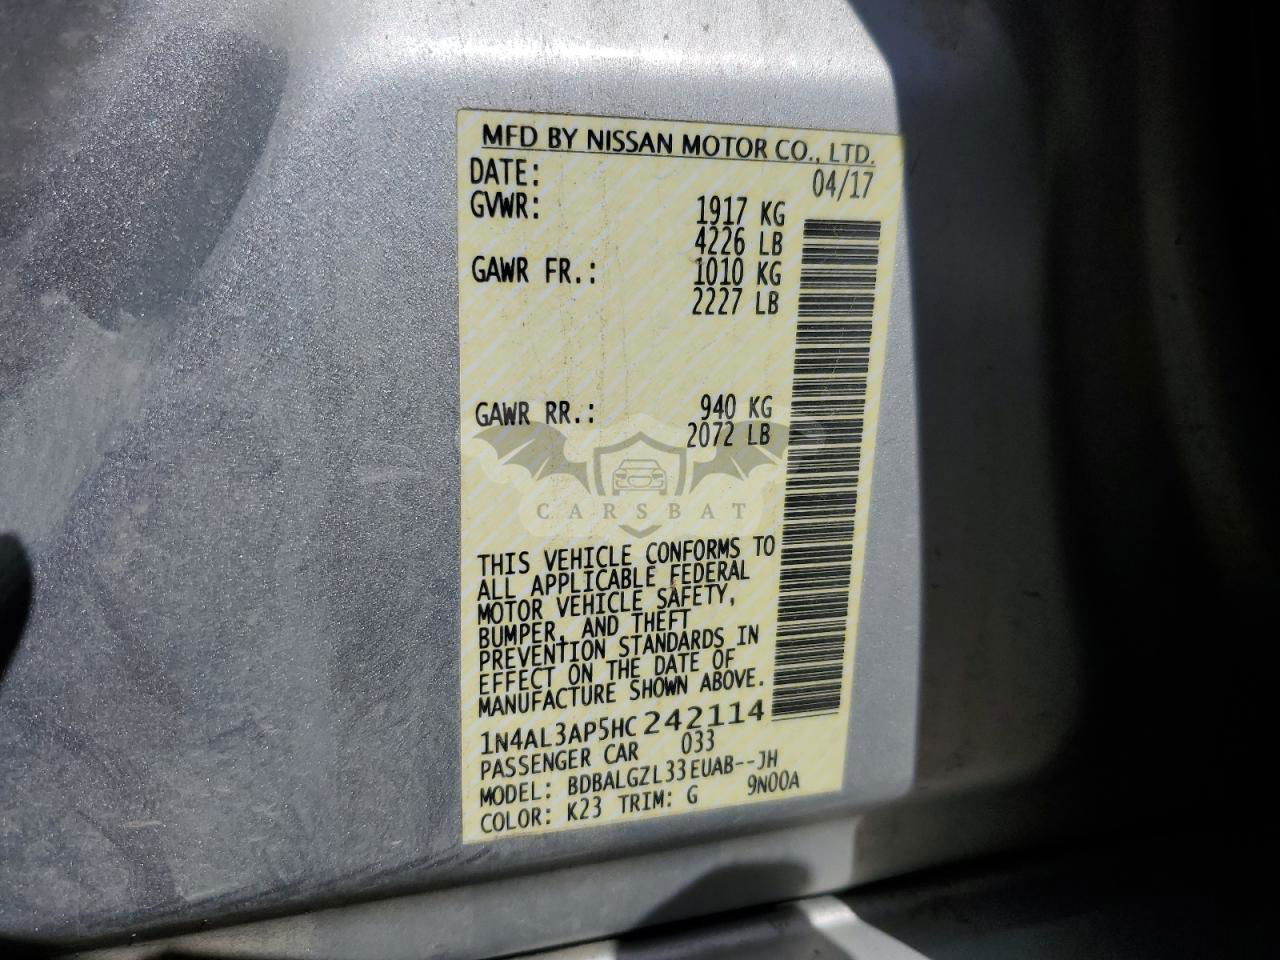 MFD BY NISSAN MOTOR CO., LTD.
DATE: 04/17
GVWR: 1917 KG
4226 LB
GAWR FR.: 1010 KG
2227 LB
GAWR RR.: 940 KG
2072 LB
CARSBAT
THIS VEHICLE CONFORMS TO
ALL APPLICABLE FEDERAL
MOTOR VEHICLE SAFETY,
BUMPER, AND THEFT
PREVENTION STANDARDS IN
EFFECT ON THE DATE OF
MANUFACTURE SHOWN ABOVE.
1N4AL3AP5HC242114
PASSENGER CAR 033
MODEL: BDBALGZL33EUAB--JH
COLOR: K23 TRIM: G 9N00A